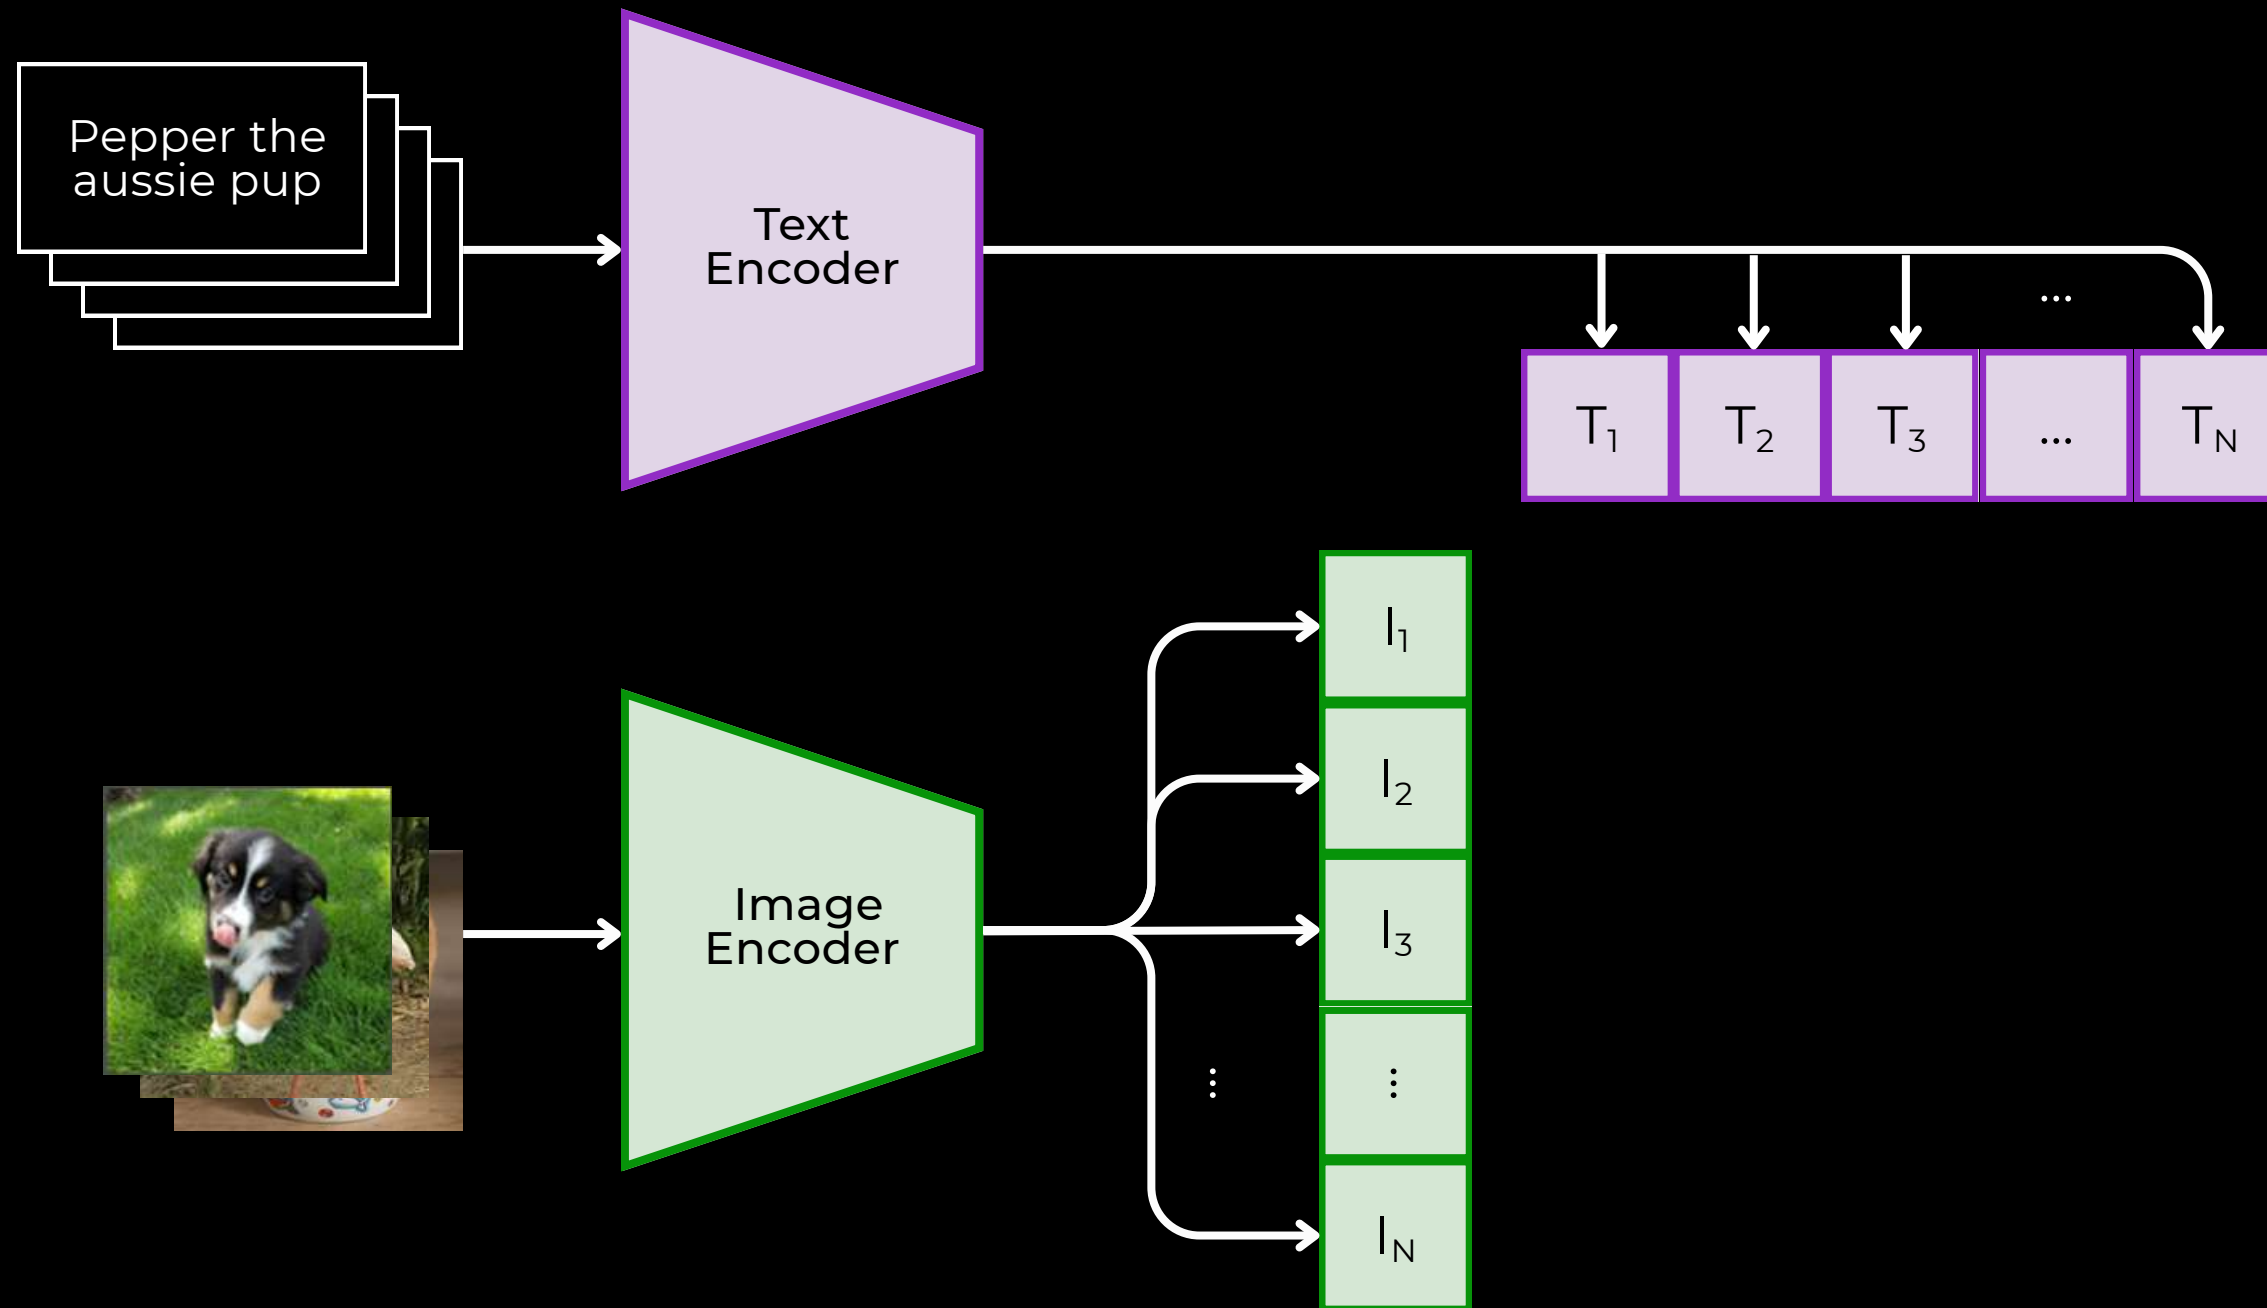 Pepper the
aussie pup
Text
Encoder
...
T1
T2
T3
...
TN
Image
Encoder
I1
I2
I3
⋮
⋮
IN